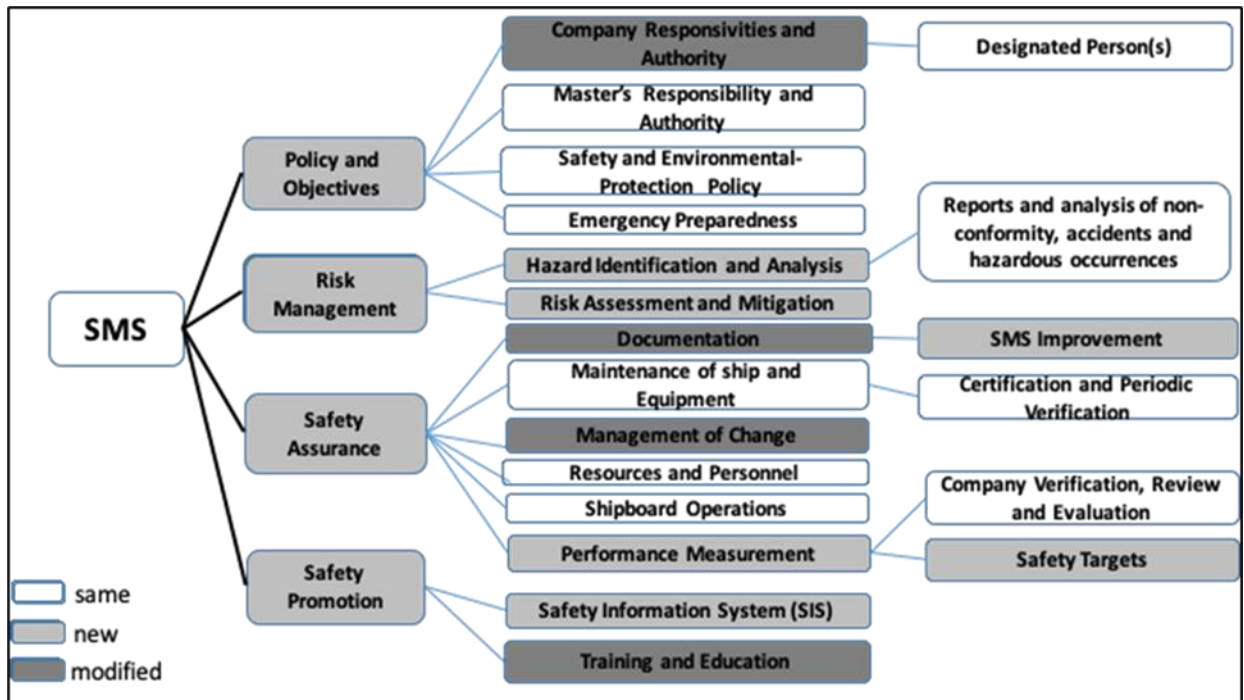 SMS
Policy and
Objectives
Risk
Management
Safety
Assurance
Safety
Promotion
Company Responsivities and
Authority
Master's Responsibility and
Authority
Safety and Environmental-
Protection Policy
Emergency Preparedness
Hazard Identification and Analysis
Risk Assessment and Mitigation
Documentation
Maintenance of ship and
Equipment
Management of Change
Resources and Personnel
Shipboard Operations
Performance Measurement
Safety Information System (SIS)
Training and Education
Designated Person(s)
Reports and analysis of non-
conformity, accidents and
hazardous occurrences
SMS Improvement
Certification and Periodic
Verification
Company Verification, Review
and Evaluation
Safety Targets
same
new
modified